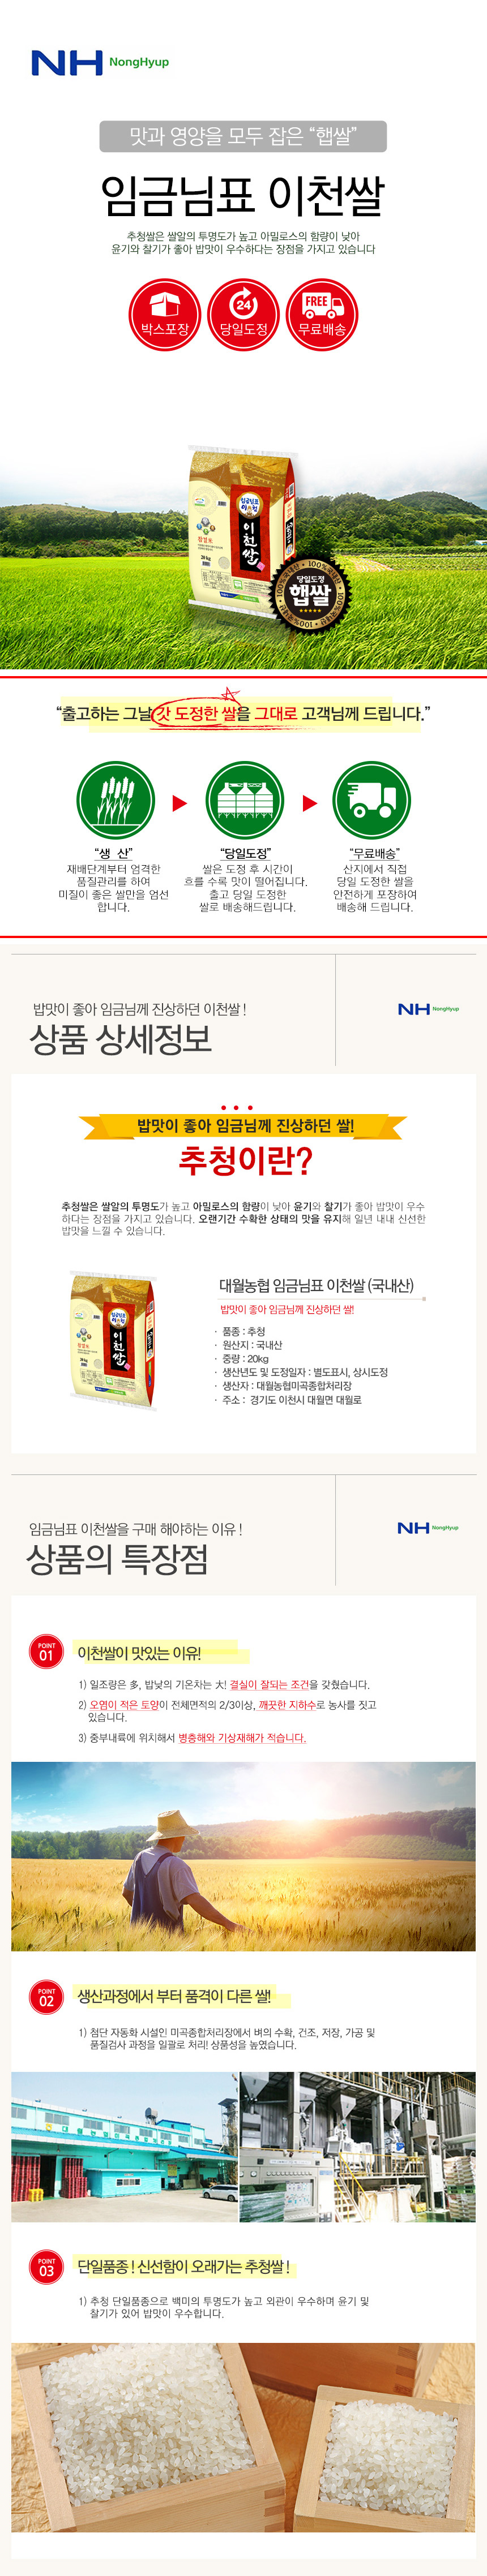 NH NongHyup
맛과 영양을 모두 잡은 “햅쌀”
임금님표 이천쌀
추청쌀은 쌀알의 투명도가 높고 아밀로스의 함량이 낮아
윤기와 찰기가 좋아 밥맛이 우수하다는 장점을 가지고 있습니다
박스포장
24
당일도정
FREE
무료배송
임금님표
이천
이천쌀
20kg
100%국내산
당일도정
햅쌀
“출고하는 그날 갓 도정한 쌀을 그대로 고객님께 드립니다.”
“생 산”
재배단계부터 엄격한
품질관리를 하여
미질이 좋은 쌀만을 엄선
합니다.
“당일도정”
쌀은 도정 후 시간이
흐를 수록 맛이 떨어집니다.
출고 당일 도정한
쌀로 배송해드립니다.
“무료배송”
산지에서 직접
당일 도정한 쌀을
안전하게 포장하여
배송해 드립니다.
밥맛이 좋아 임금님께 진상하던 이천쌀 !
상품 상세정보
NH NongHyup
밥맛이 좋아 임금님께 진상하던 쌀!
추청이란?
추청쌀은 쌀알의 투명도가 높고 아밀로스의 함량이 낮아 윤기와 찰기가 좋아 밥맛이 우수
하다는 장점을 가지고 있습니다. 오랜기간 수확한 상태의 맛을 유지해 일년 내내 신선한
밥맛을 느낄 수 있습니다.
이천쌀
대월농협 임금님표 이천쌀 (국내산)
밥맛이 좋아 임금님께 진상하던 쌀!
· 품종 : 추청
· 원산지 : 국내산
· 중량 : 20kg
· 생산년도 및 도정일자 : 별도표시, 상시도정
· 생산자 : 대월농협미곡종합처리장
· 주소 : 경기도 이천시 대월면 대월로
임금님표 이천쌀을 구매 해야하는 이유 !
상품의 특장점
NH NongHyup
POINT
01
이천쌀이 맛있는 이유!
1) 일조량은 多, 밤낮의 기온차는 大! 결실이 잘되는 조건을 갖췄습니다.
2) 오염이 적은 토양이 전체면적의 2/3이상, 깨끗한 지하수로 농사를 짓고
있습니다.
3) 중부내륙에 위치해서 병충해와 기상재해가 적습니다.
POINT
02
생산과정에서 부터 품격이 다른 쌀!
1) 첨단 자동화 시설인 미곡종합처리장에서 벼의 수확, 건조, 저장, 가공 및
품질검사 과정을 일괄로 처리! 상품성을 높였습니다.
POINT
03
단일품종 ! 신선함이 오래가는 추청쌀 !
1) 추청 단일품종으로 백미의 투명도가 높고 외관이 우수하며 윤기 및
찰기가 있어 밥맛이 우수합니다.